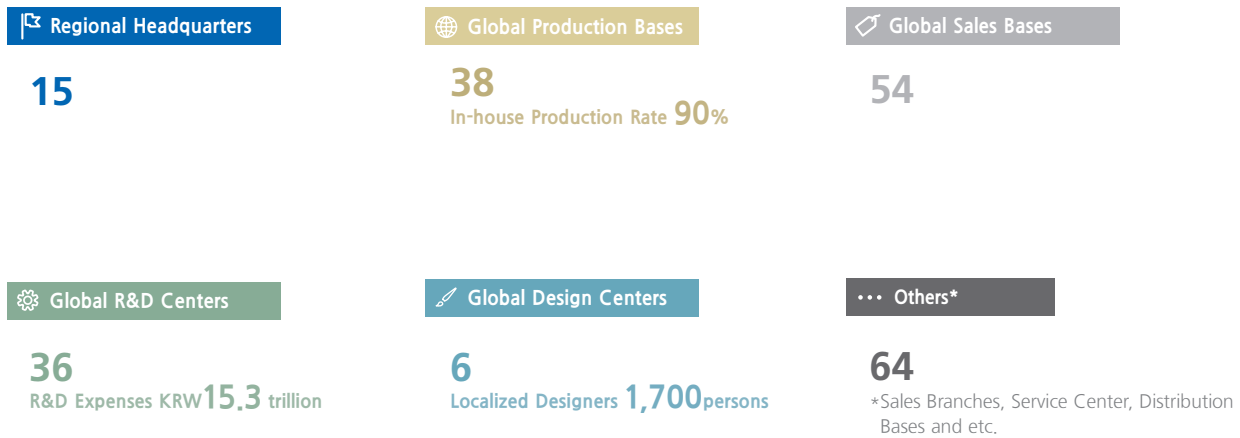 Regional Headquarters
15
Global Production Bases
38
In-house Production Rate 90%
Global Sales Bases
54
Global R&D Centers
36
R&D Expenses KRW15.3 trillion
Global Design Centers
6
Localized Designers 1,700persons
Others*
64
*Sales Branches, Service Center, Distribution
Bases and etc.